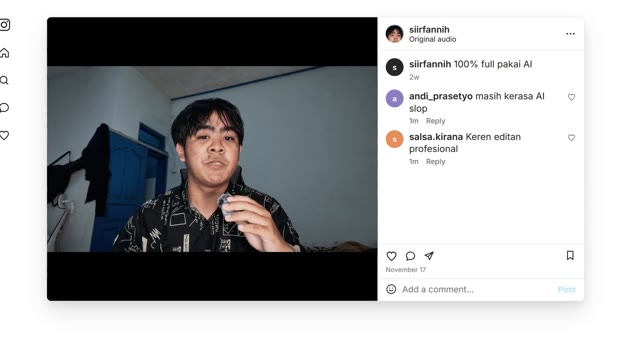 siirfannih
Original audio
siirfannih 100% full pakai AI
2w
andi_prasetyo masih kerasa AI
slop
1m Reply
salsa.kirana Keren editan
profesional
1m Reply
November 17
Add a comment...
Post